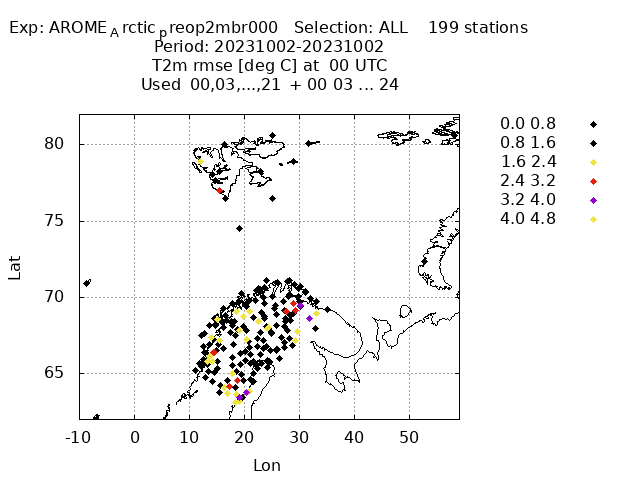 Exp: AROME_Arctic_preop2mbr000 Selection: ALL 199 stations
Period: 20231002-20231002
T2m rmse [deg C] at 00 UTC
Used 00,03,...,21 + 00 03 ... 24
0.0 0.8
0.8 1.6
1.6 2.4
2.4 3.2
3.2 4.0
4.0 4.8
80
75
70
65
Lat
-10 0 10 20 30 40 50
Lon